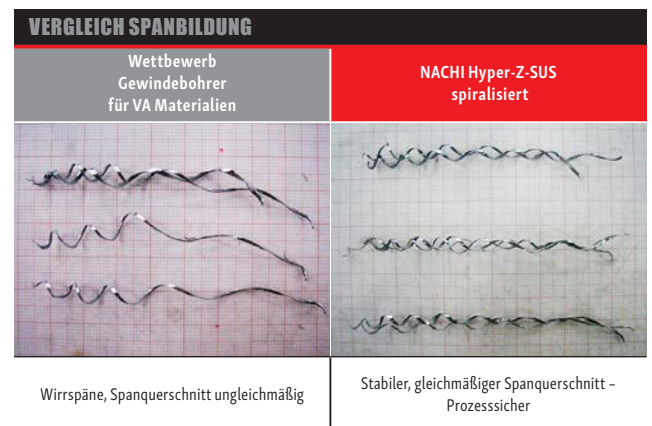 VERGLEICH SPANBILDUNG
Wettbewerb
Gewindebohrer
für VA Materialien
NACHI Hyper-Z-SUS
spiralisiert
Wirrspäne, Spanquerschnitt ungleichmäßig
Stabiler, gleichmäßiger Spanquerschnitt –
Prozesssicher